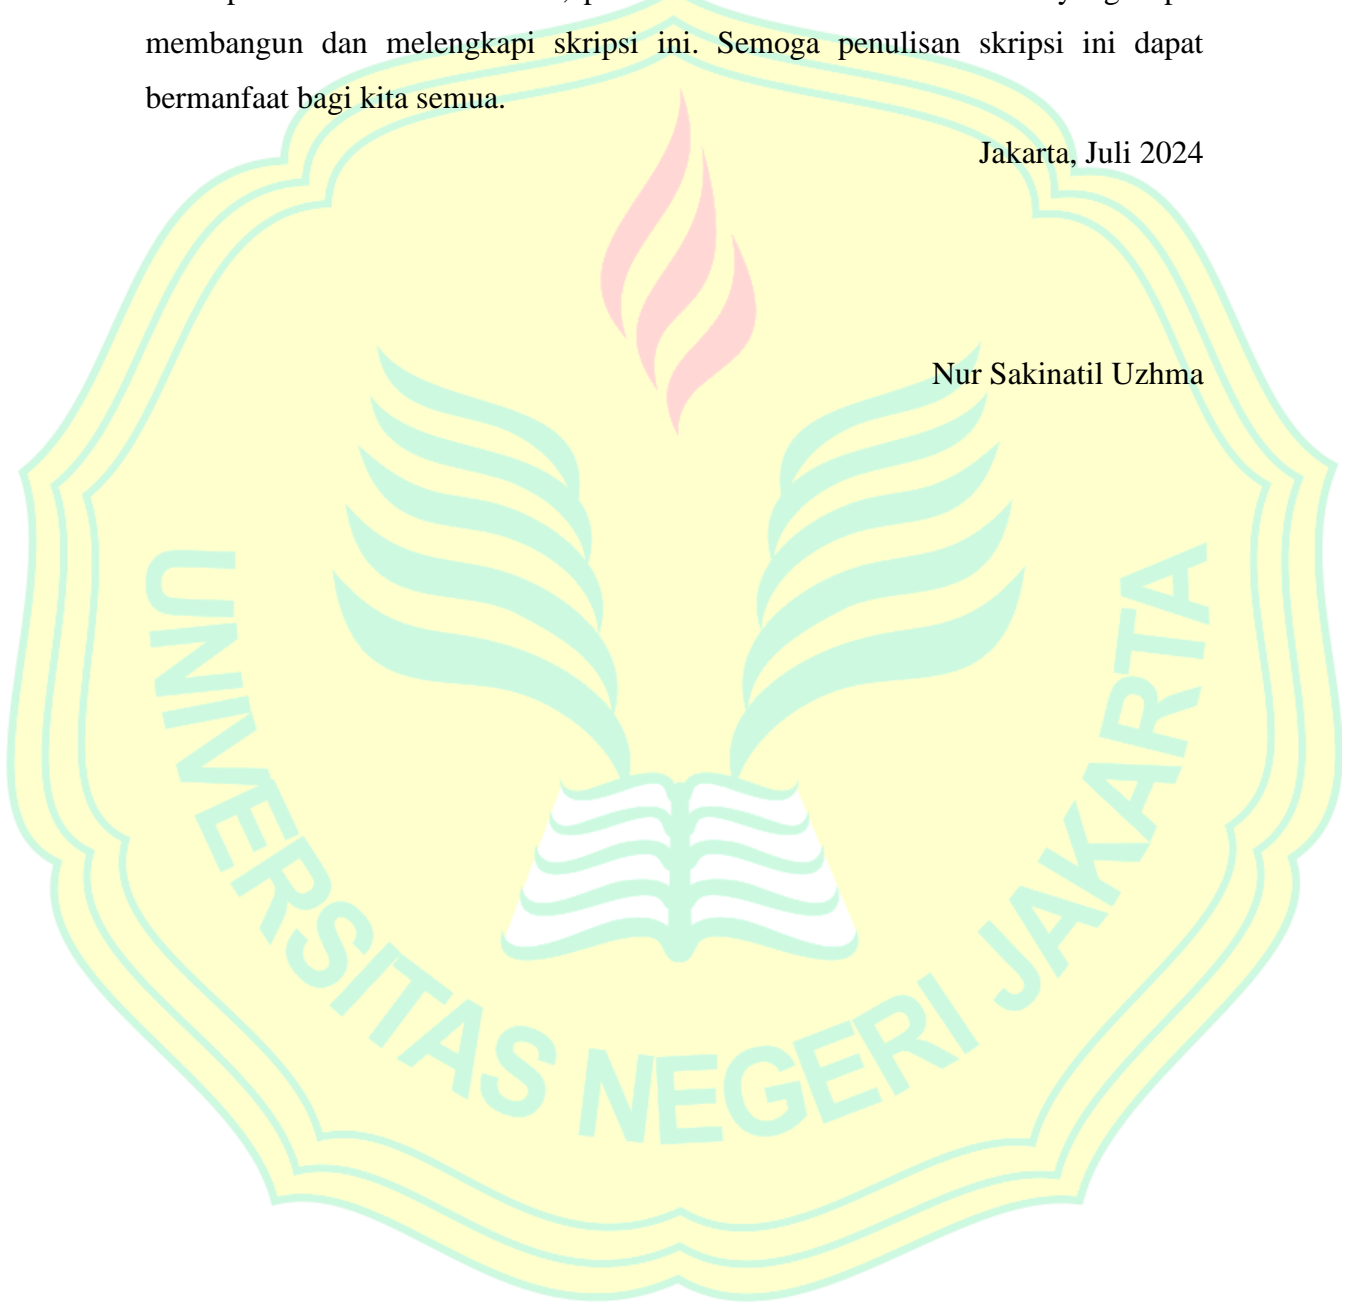 membangun dan melengkapi skripsi ini. Semoga penulisan skripsi ini dapat
bermanfaat bagi kita semua.
Jakarta, Juli 2024
Nur Sakinatil Uzhma
UNIVERSITAS NEGERI JAKARTA